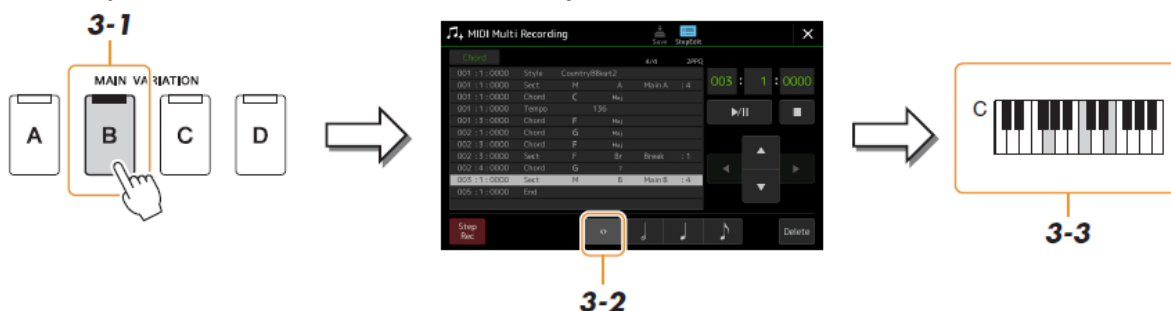 3-1
MAIN VARIATION
A B C D
MIDI Multi Recording Save StepEdit
Chord 4/4 2PPQ
001 : 1 : 0000 Style CountryBBeat2
001 : 1 : 0000 Sect M A Main A : 4
001 : 1 : 0000 Chord C Maj
001 : 1 : 0000 Tempo 136
001 : 3 : 0000 Chord F Maj
002 : 1 : 0000 Chord G Maj
002 : 3 : 0000 Chord F Maj
002 : 3 : 0000 Sect F Br Break : 1
002 : 4 : 0000 Chord G 7
003 : 1 : 0000 Sect M B Main B : 4
005 : 1 : 0000 End
003 : 1 : 0000
Step
Rec
Delete
3-2
C
3-3